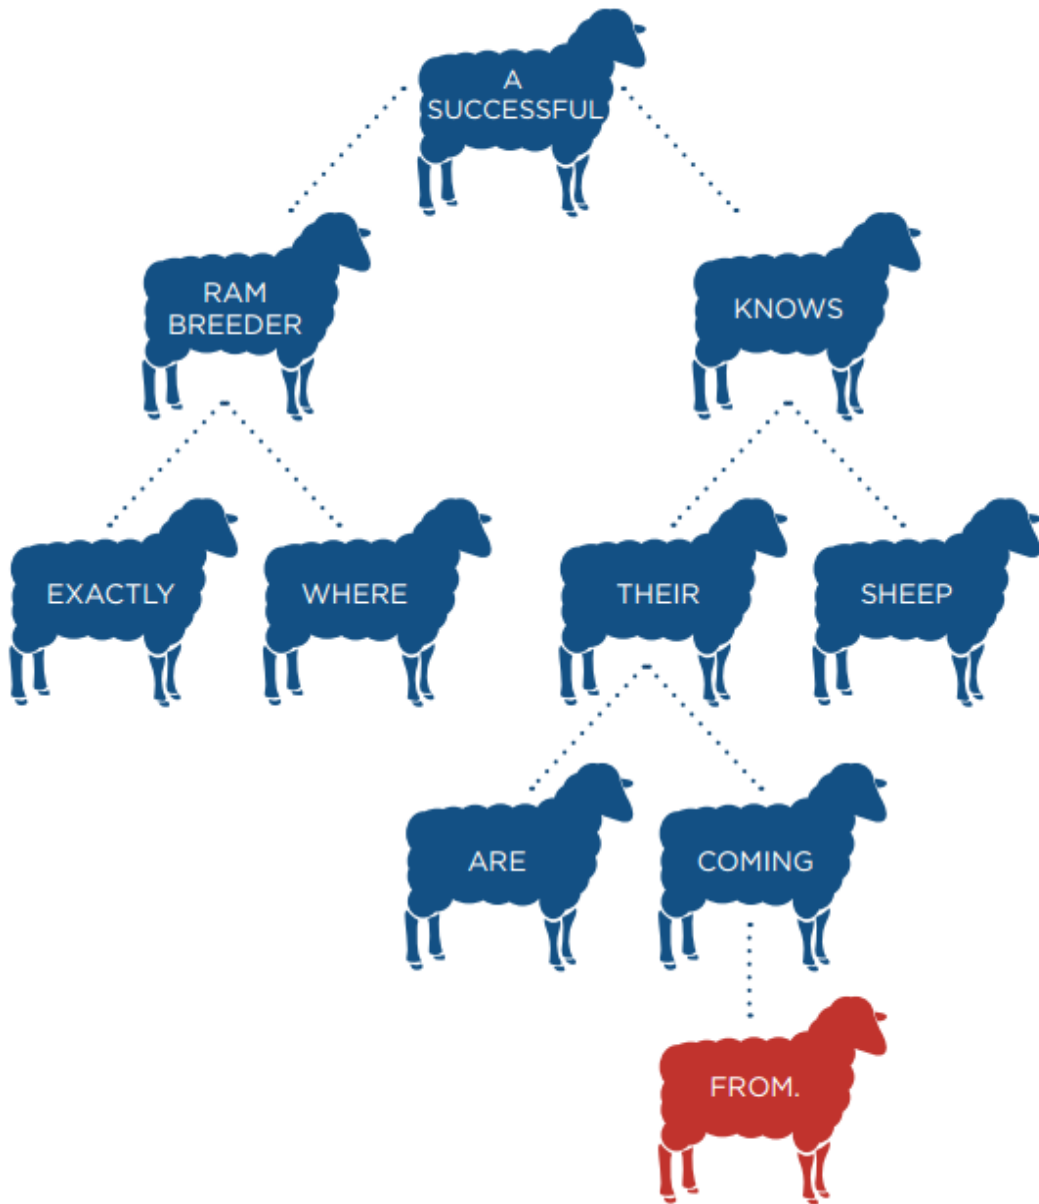 A
SUCCESSFUL
RAM
BREEDER
KNOWS
EXACTLY
WHERE
THEIR
SHEEP
ARE
COMING
FROM.